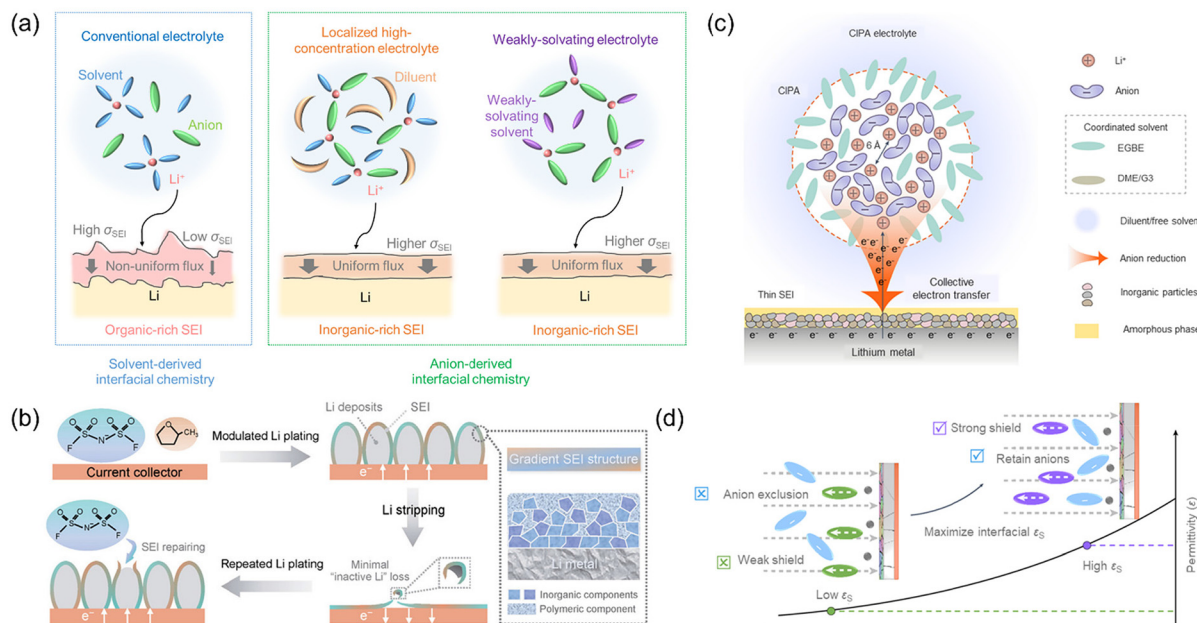 (a)
Conventional electrolyte
Solvent
Anion
Li⁺
High σSEI
Low σSEI
Non-uniform flux
Li
Organic-rich SEI
Solvent-derived
interfacial chemistry
Localized high-
concentration electrolyte
Diluent
Li⁺
Higher σSEI
Uniform flux
Li
Inorganic-rich SEI
Weakly-solvating electrolyte
Weakly-
solvating
solvent
Li⁺
Higher σSEI
Uniform flux
Li
Inorganic-rich SEI
Anion-derived
interfacial chemistry
(b)
O O O O
F S N S F
O CH₃
Current collector
Modulated Li plating
Li deposits
SEI
e⁻
Gradient SEI structure
Li metal
Inorganic components
Polymeric component
Li stripping
Minimal
"inactive Li" loss
e⁻
Repeated Li plating
O O O O
F S N S F
SEI repairing
e⁻
(c)
CIPA electrolyte
CIPA
6 Å
e⁻ e⁻
e⁻ e⁻
e⁻ e⁻
e⁻
Collective
electron transfer
Thin SEI
e⁻ e⁻ e⁻ e⁻ e⁻ e⁻ e⁻ e⁻
Lithium metal
Li⁺
Anion
Coordinated solvent
EGBE
DME/G3
Diluent/free solvent
Anion reduction
Inorganic particles
Amorphous phase
(d)
Strong shield
Retain anions
Anion exclusion
Weak shield
Maximize interfacial εS
Low εS
High εS
Permittivity (ε)